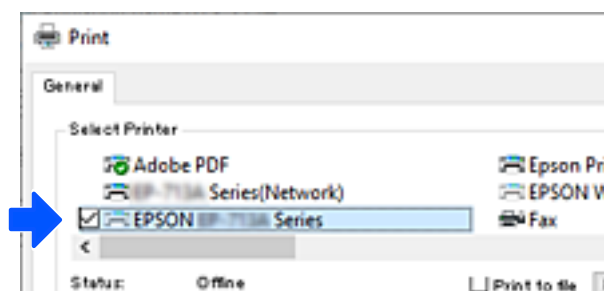 Print
General
Select Printer
Adobe PDF
Epson Pri
Series(Network)
EPSON W
EPSON Series
Fax
Status: Offline
Print to file